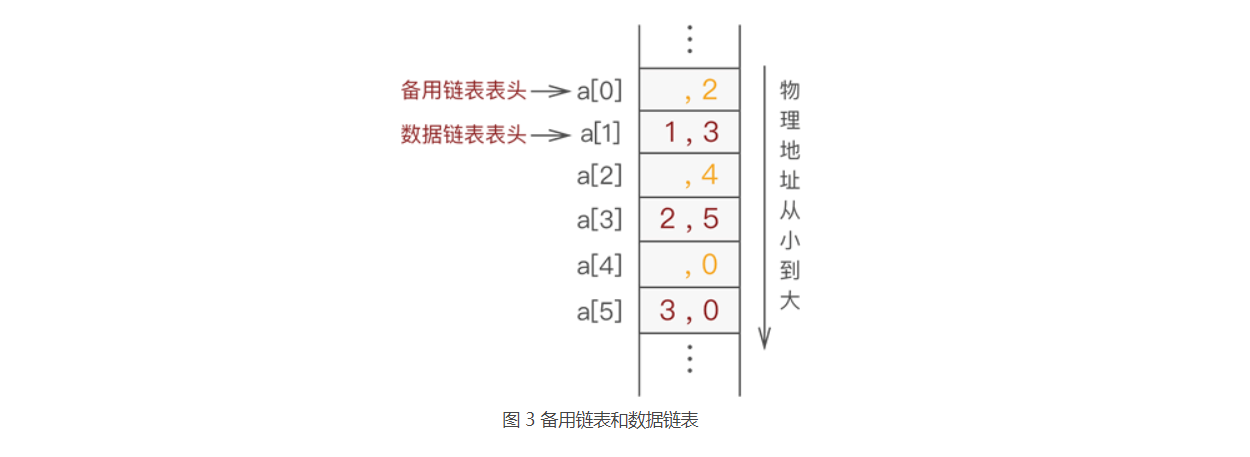 ⋮
备用链表表头 a[0] , 2
数据链表表头 a[1] 1 , 3
a[2] , 4
a[3] 2 , 5
a[4] , 0
a[5] 3 , 0
⋮
物理地址从小到大
图 3 备用链表和数据链表